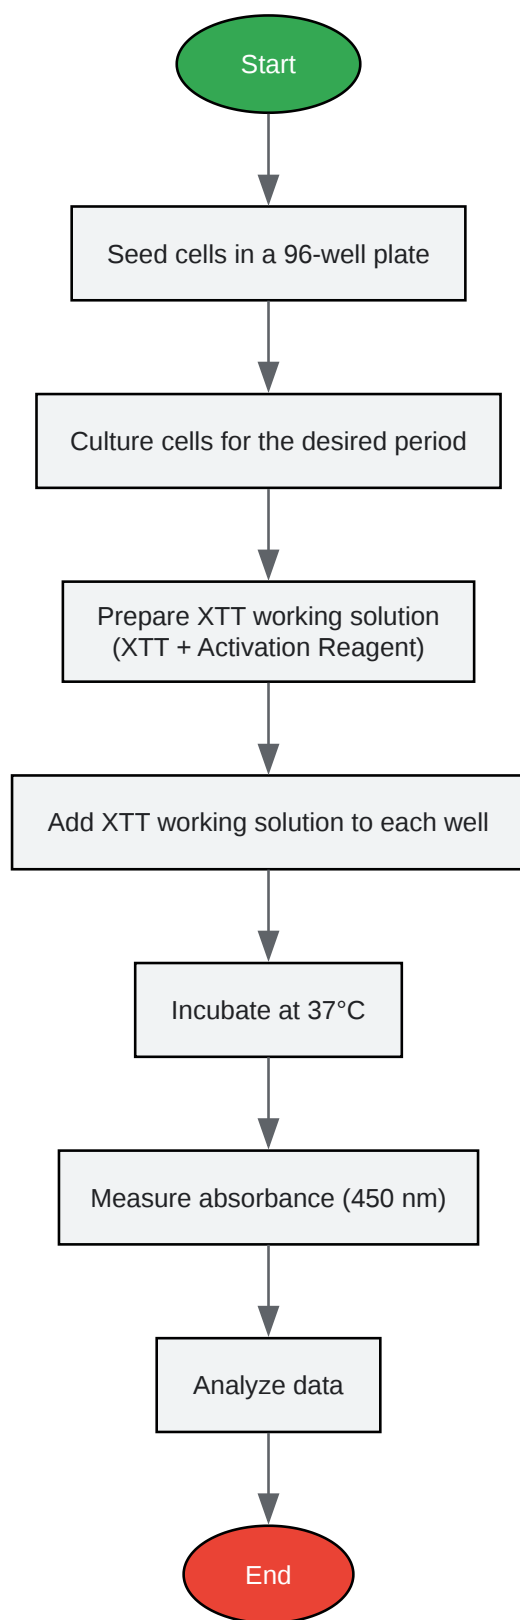 Start
Seed cells in a 96-well plate
Culture cells for the desired period
Prepare XTT working solution
(XTT + Activation Reagent)
Add XTT working solution to each well
Incubate at 37°C
Measure absorbance (450 nm)
Analyze data
End